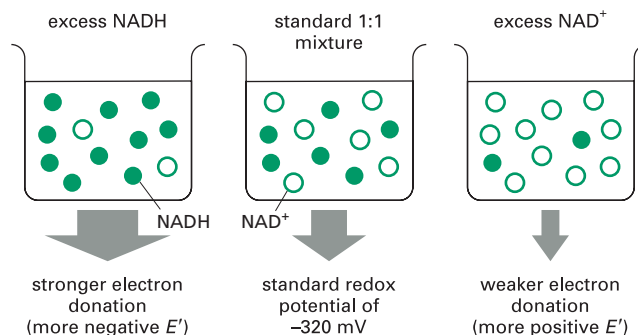 excess NADH
standard 1:1
mixture
excess NAD⁺
NADH
NAD⁺
stronger electron
donation
(more negative E′)
standard redox
potential of
–320 mV
weaker electron
donation
(more positive E′)